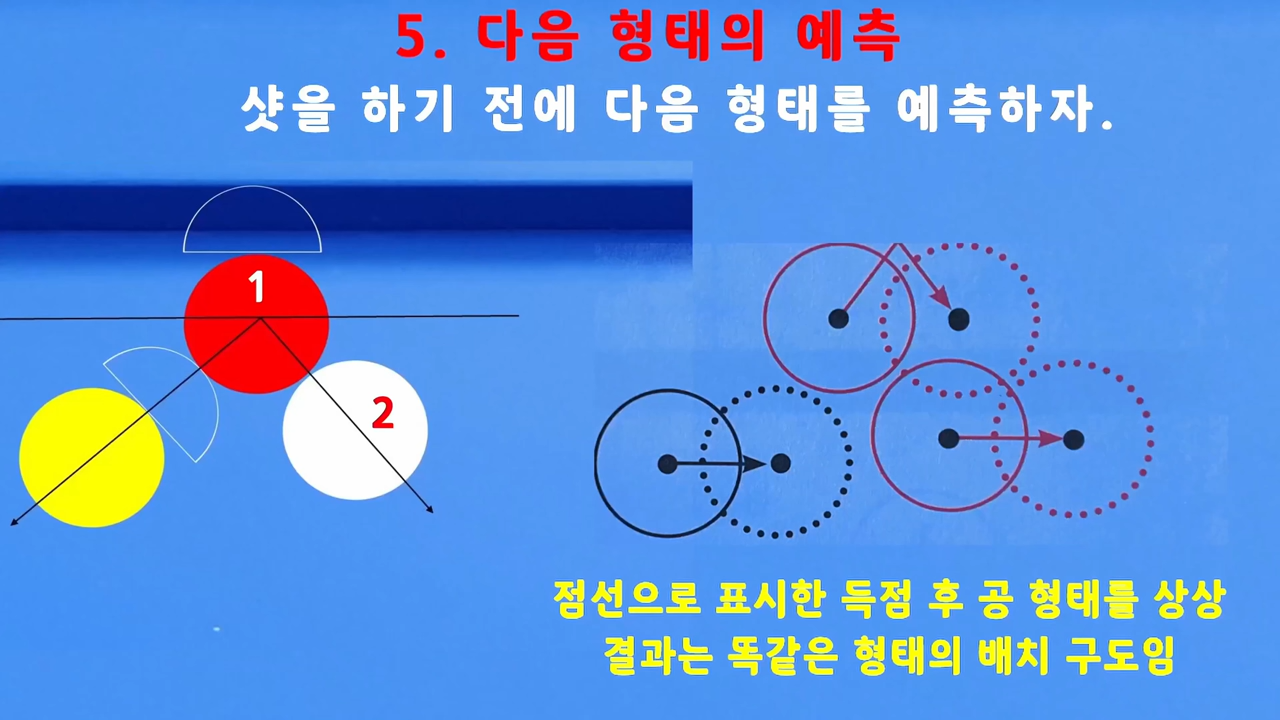 5. 다음 형태의 예측
샷을 하기 전에 다음 형태를 예측하자.
1
2
점선으로 표시한 득점 후 공 형태를 상상
결과는 똑같은 형태의 배치 구도임